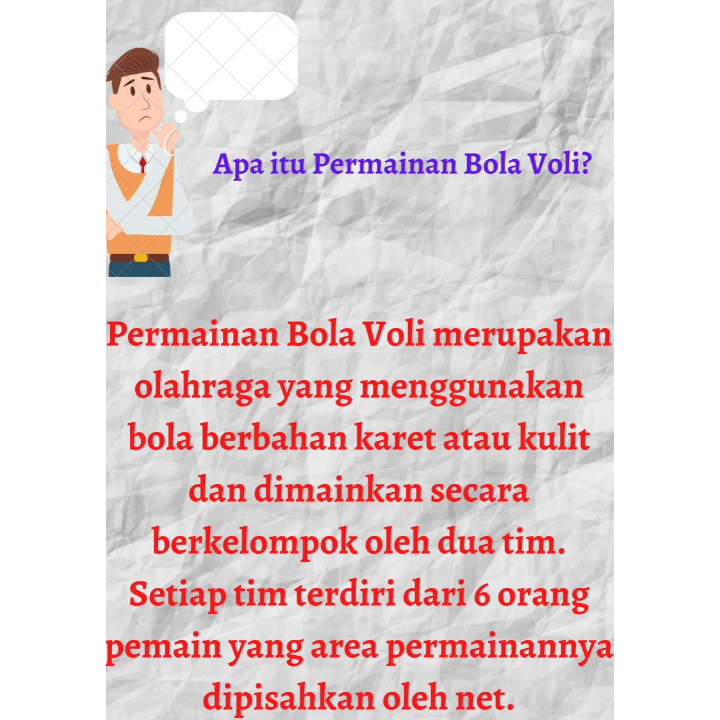 Apa itu Permainan Bola Voli?
Permainan Bola Voli merupakan
olahraga yang menggunakan
bola berbahan karet atau kulit
dan dimainkan secara
berkelompok oleh dua tim.
Setiap tim terdiri dari 6 orang
pemain yang area permainannya
dipisahkan oleh net.